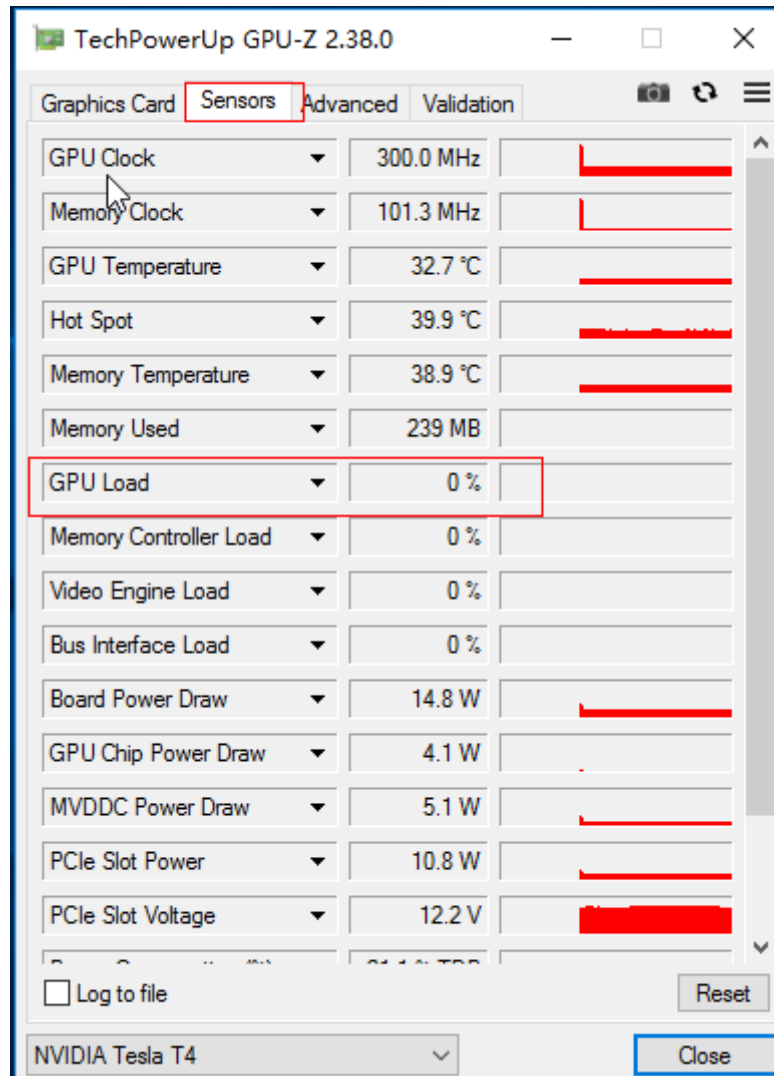 TechPowerUp GPU-Z 2.38.0
Graphics Card Sensors Advanced Validation
GPU Clock 300.0 MHz
Memory Clock 101.3 MHz
GPU Temperature 32.7 °C
Hot Spot 39.9 °C
Memory Temperature 38.9 °C
Memory Used 239 MB
GPU Load 0 %
Memory Controller Load 0 %
Video Engine Load 0 %
Bus Interface Load 0 %
Board Power Draw 14.8 W
GPU Chip Power Draw 4.1 W
MVDDC Power Draw 5.1 W
PCIe Slot Power 10.8 W
PCIe Slot Voltage 12.2 V
Log to file Reset
NVIDIA Tesla T4 Close